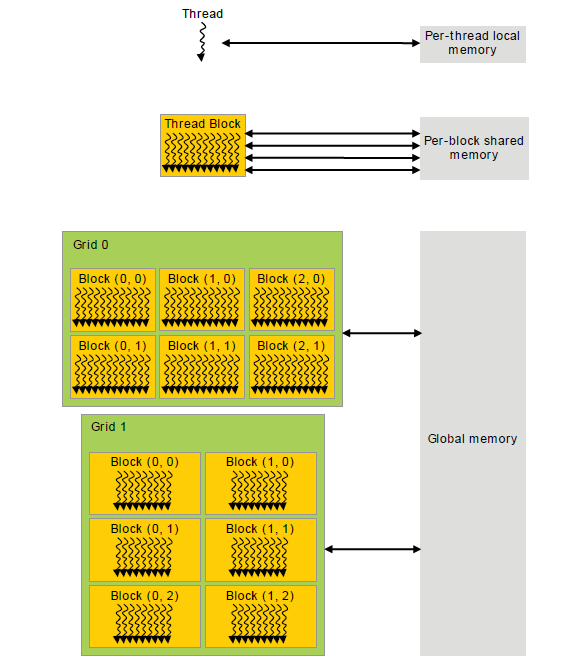 Thread
Per-thread local
memory
Thread Block
Per-block shared
memory
Grid 0
Block (0, 0) Block (1, 0) Block (2, 0)
Block (0, 1) Block (1, 1) Block (2, 1)
Grid 1
Block (0, 0) Block (1, 0)
Block (0, 1) Block (1, 1)
Block (0, 2) Block (1, 2)
Global memory